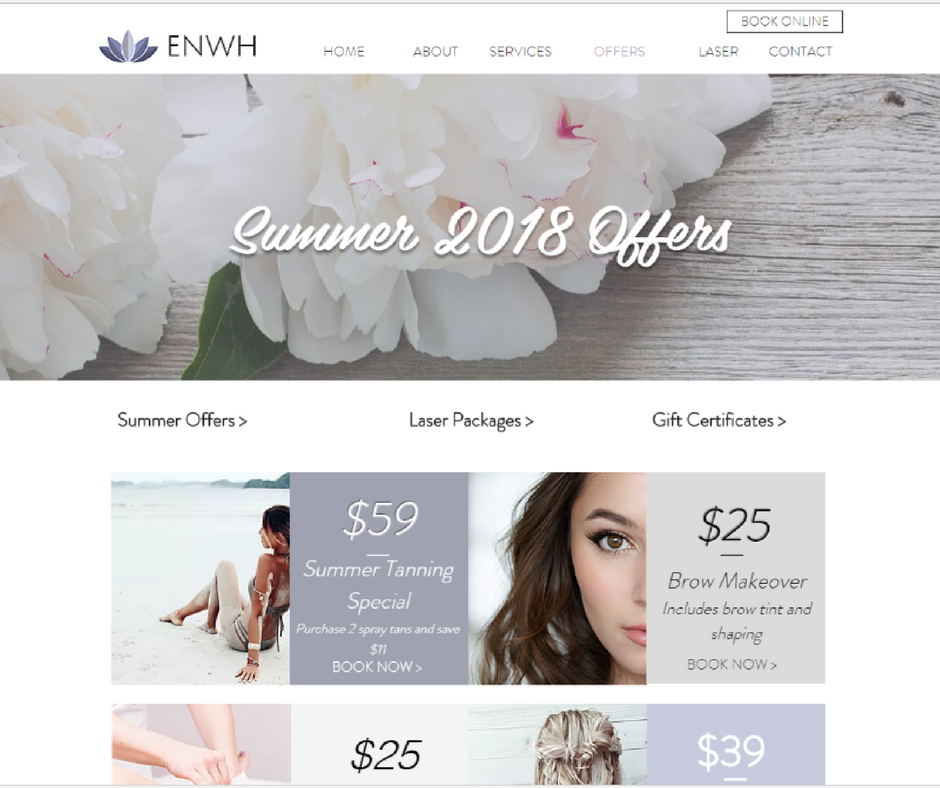 BOOK ONLINE
ENWH
HOME ABOUT SERVICES OFFERS LASER CONTACT
Summer 2018 Offers
Summer Offers > Laser Packages > Gift Certificates >
$59
Summer Tanning
Special
Purchase 2 spray tans and save
$11
BOOK NOW >
$25
Brow Makeover
Includes brow tint and
shaping
BOOK NOW >
$25
$39